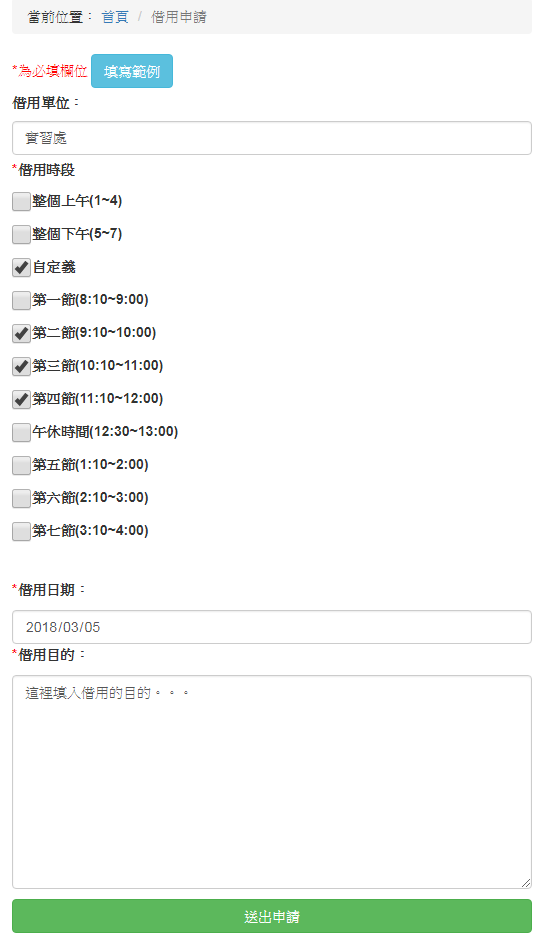 當前位置： 首頁 / 借用申請
*為必填欄位 填寫範例
借用單位：
實習處
*借用時段
整個上午(1~4)
整個下午(5~7)
自定義
第一節(8:10~9:00)
第二節(9:10~10:00)
第三節(10:10~11:00)
第四節(11:10~12:00)
午休時間(12:30~13:00)
第五節(1:10~2:00)
第六節(2:10~3:00)
第七節(3:10~4:00)
*借用日期：
2018/03/05
*借用目的：
這裡填入借用的目的。。。
送出申請